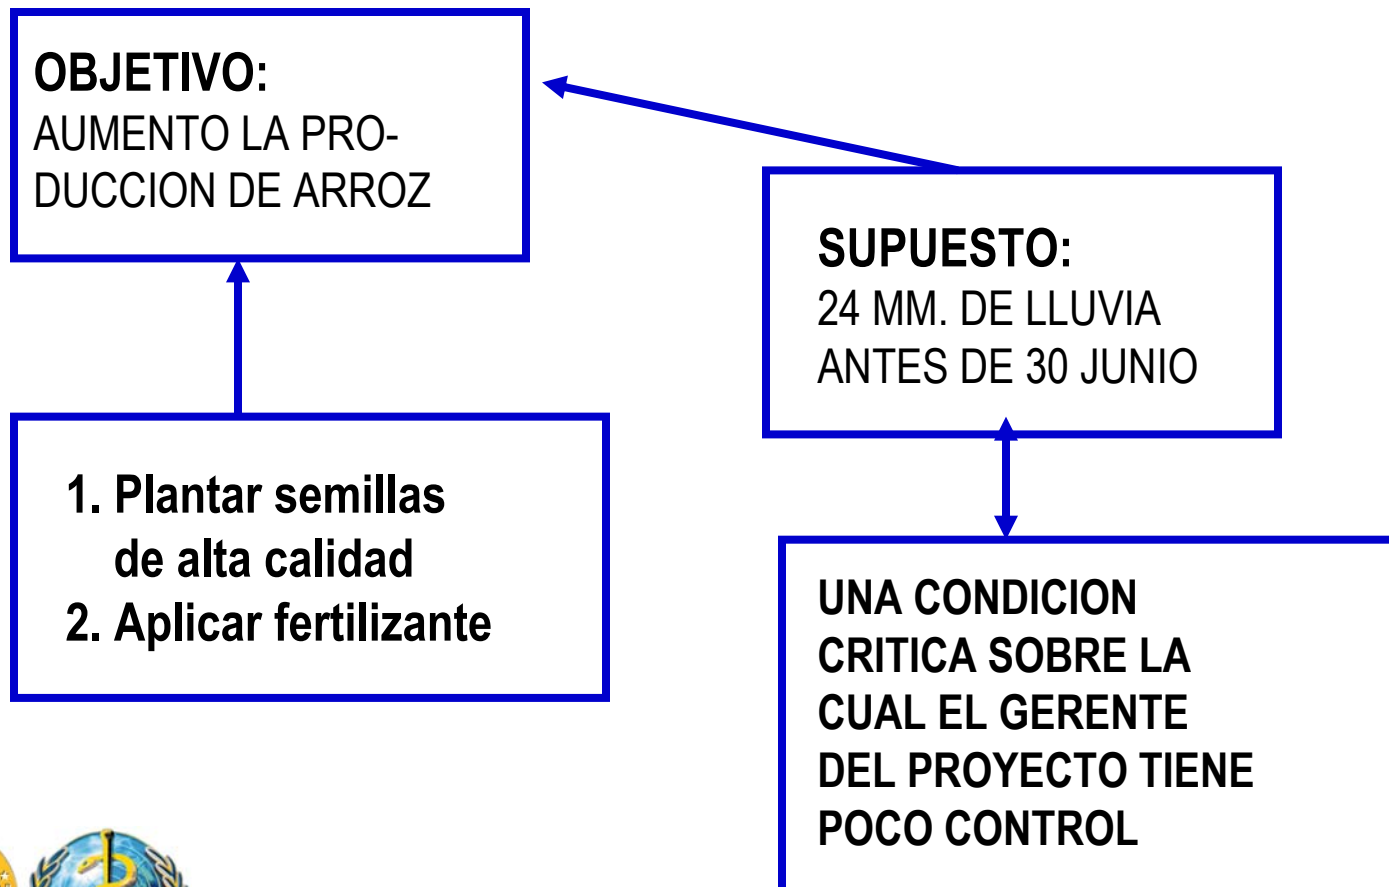 OBJETIVO:
AUMENTO LA PRO-
DUCCION DE ARROZ
SUPUESTO:
24 MM. DE LLUVIA
ANTES DE 30 JUNIO
1. Plantar semillas
de alta calidad
2. Aplicar fertilizante
UNA CONDICION
CRITICA SOBRE LA
CUAL EL GERENTE
DEL PROYECTO TIENE
POCO CONTROL